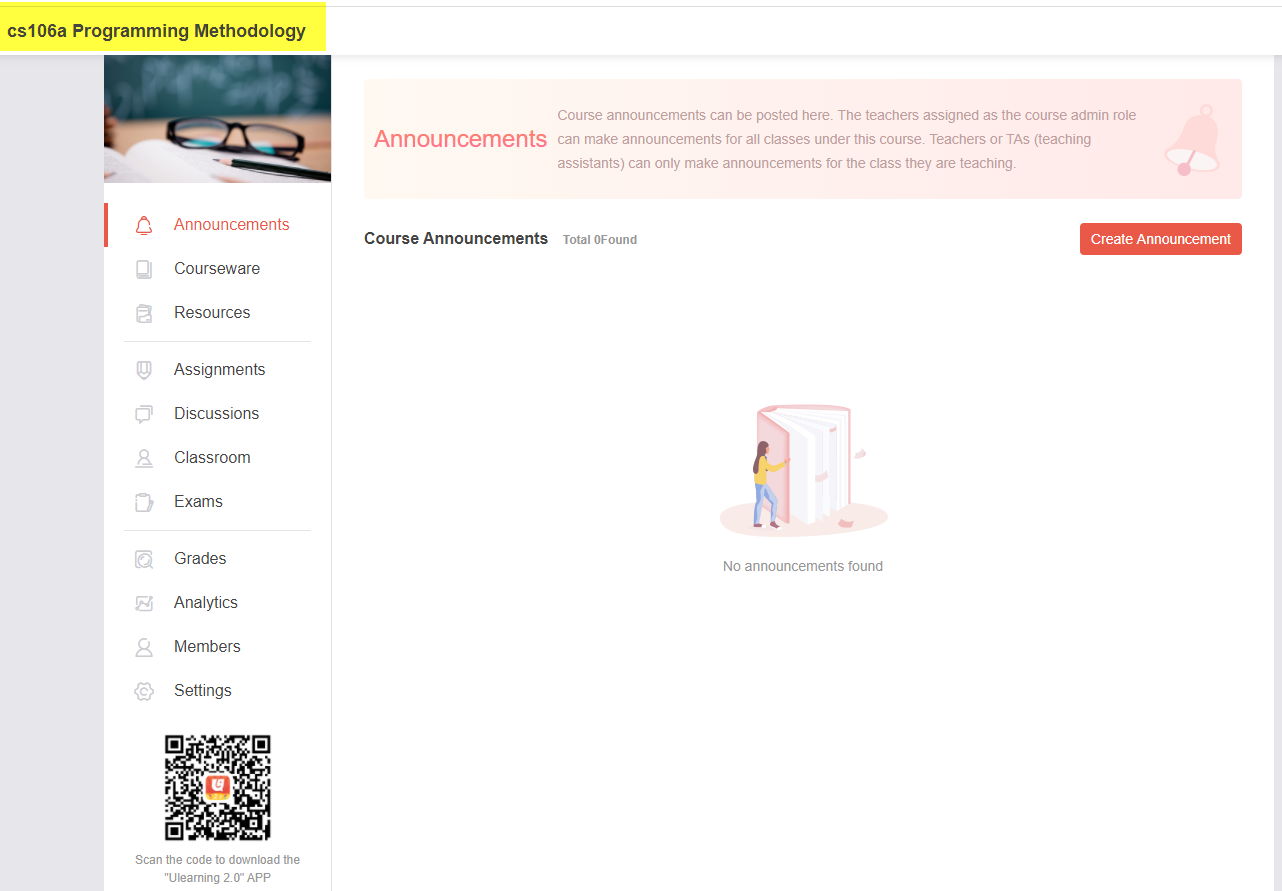 cs106a Programming Methodology
Announcements
Courseware
Resources
Assignments
Discussions
Classroom
Exams
Grades
Analytics
Members
Settings
Scan the code to download the
"Ulearning 2.0" APP
Announcements
Course announcements can be posted here. The teachers assigned as the course admin role
can make announcements for all classes under this course. Teachers or TAs (teaching
assistants) can only make announcements for the class they are teaching.
Course Announcements Total 0Found
Create Announcement
No announcements found